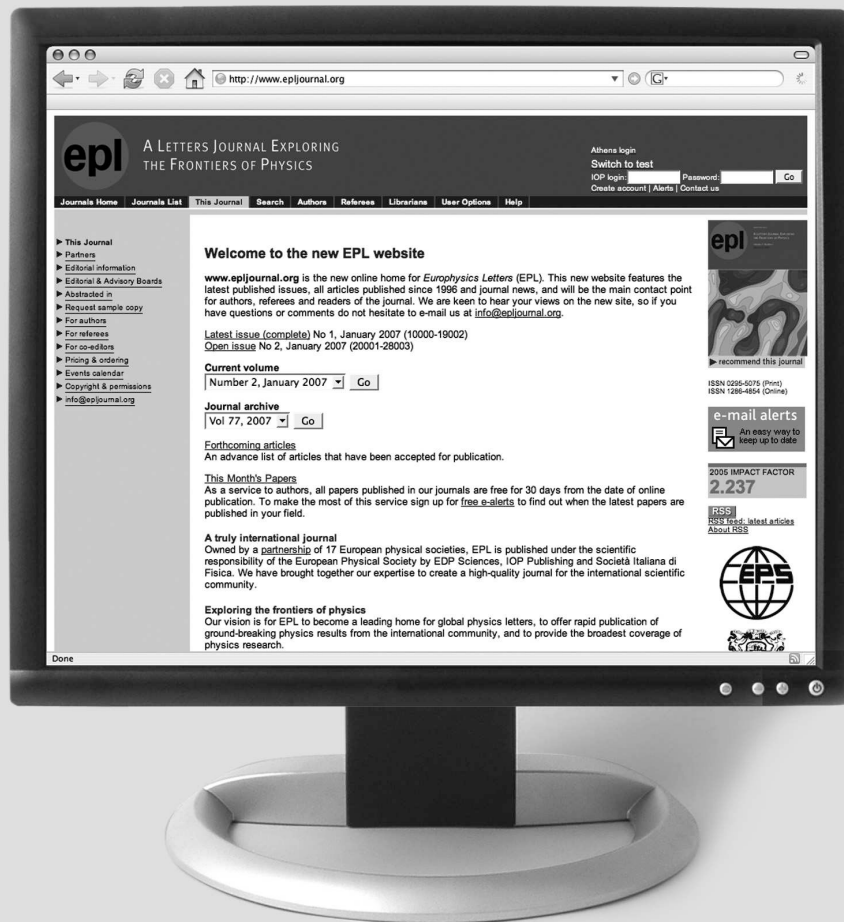 http://www.epljournal.org
G
epl
A LETTERS JOURNAL EXPLORING
THE FRONTIERS OF PHYSICS
Athens login
Switch to test
IOP login: Password: Go
Create account | Alerts | Contact us
Journals Home Journals List This Journal Search Authors Referees Librarians User Options Help
This Journal
Partners
Editorial information
Editorial & Advisory Boards
Abstracted in
Request sample copy
For authors
For referees
For co-editors
Pricing & ordering
Events calendar
Copyright & permissions
info@epljournal.org
Welcome to the new EPL website
www.epljournal.org is the new online home for Europhysics Letters (EPL). This new website features the
latest published issues, all articles published since 1996 and journal news, and will be the main contact point
for authors, referees and readers of the journal. We are keen to hear your views on the new site, so if you
have questions or comments do not hesitate to e-mail us at info@epljournal.org.
Latest issue (complete) No 1, January 2007 (10000-19002)
Open issue No 2, January 2007 (20001-28003)
Current volume
Number 2, January 2007 Go
Journal archive
Vol 77, 2007 Go
Forthcoming articles
An advance list of articles that have been accepted for publication.
This Month's Papers
As a service to authors, all papers published in our journals are free for 30 days from the date of online
publication. To make the most of this service sign up for free e-alerts to find out when the latest papers are
published in your field.
A truly international journal
Owned by a partnership of 17 European physical societies, EPL is published under the scientific
responsibility of the European Physical Society by EDP Sciences, IOP Publishing and Società Italiana di
Fisica. We have brought together our expertise to create a high-quality journal for the international scientific
community.
Exploring the frontiers of physics
Our vision is for EPL to become a leading home for global physics letters, to offer rapid publication of
ground-breaking physics results from the international community, and to provide the broadest coverage of
physics research.
epl
recommend this journal
ISSN 0295-5075 (Print)
ISSN 1286-4854 (Online)
e-mail alerts
An easy way to
keep up to date
2005 IMPACT FACTOR
2.237
RSS
RSS feed: latest articles
About RSS
EPS
Done